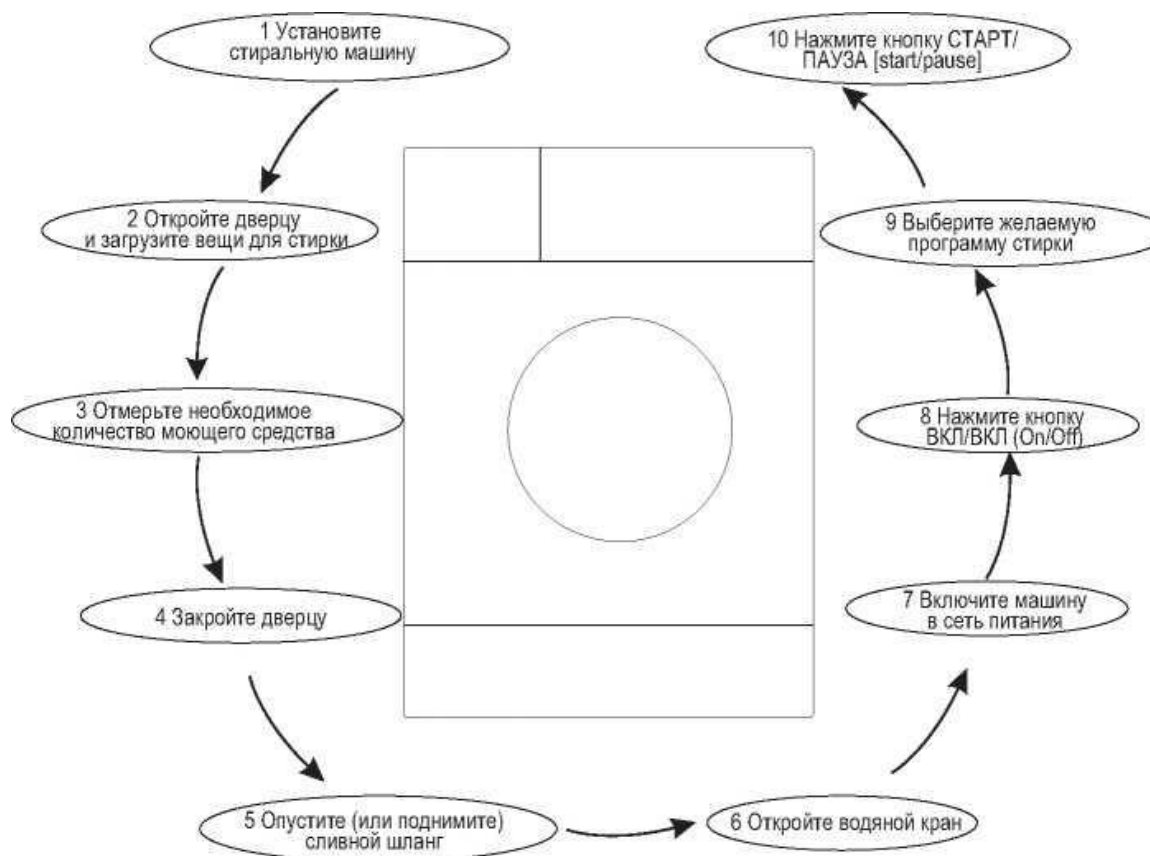 1 Установите
стиральную машину
2 Откройте дверцу
и загрузите вещи для стирки
3 Отмерьте необходимое
количество моющего средства
4 Закройте дверцу
5 Опустите (или поднимите)
сливной шланг
6 Откройте водяной кран
7 Включите машину
в сеть питания
8 Нажмите кнопку
ВКЛ/ВКЛ (On/Off)
9 Выберите желаемую
программу стирки
10 Нажмите кнопку СТАРТ/
ПАУЗА [start/pause]